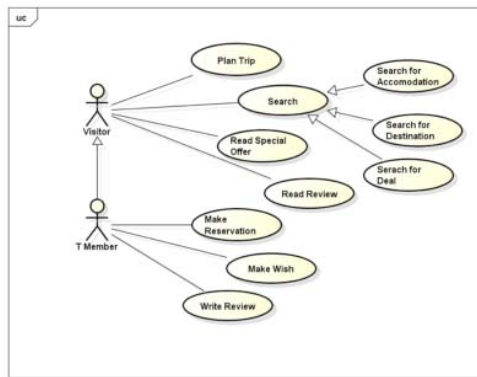 uc
Plan Trip
Search for
Accomodation
Search
Visitor
Search for
Destination
Read Special
Offer
Serach for
Deal
Read Review
Make
Reservation
T Member
Make Wish
Write Review